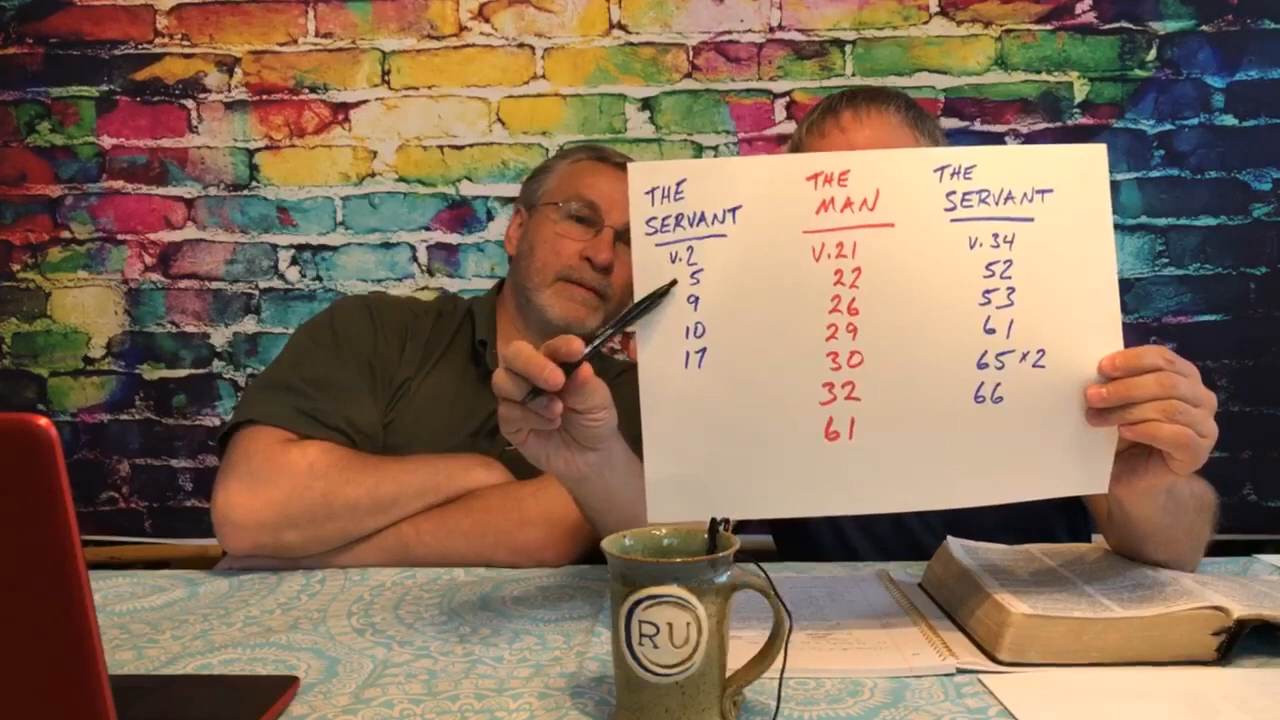 THE
SERVANT
v.2
5
9
10
17
THE
MAN
v.21
22
26
29
30
32
61
THE
SERVANT
v.34
52
53
61
65 x2
66
RU